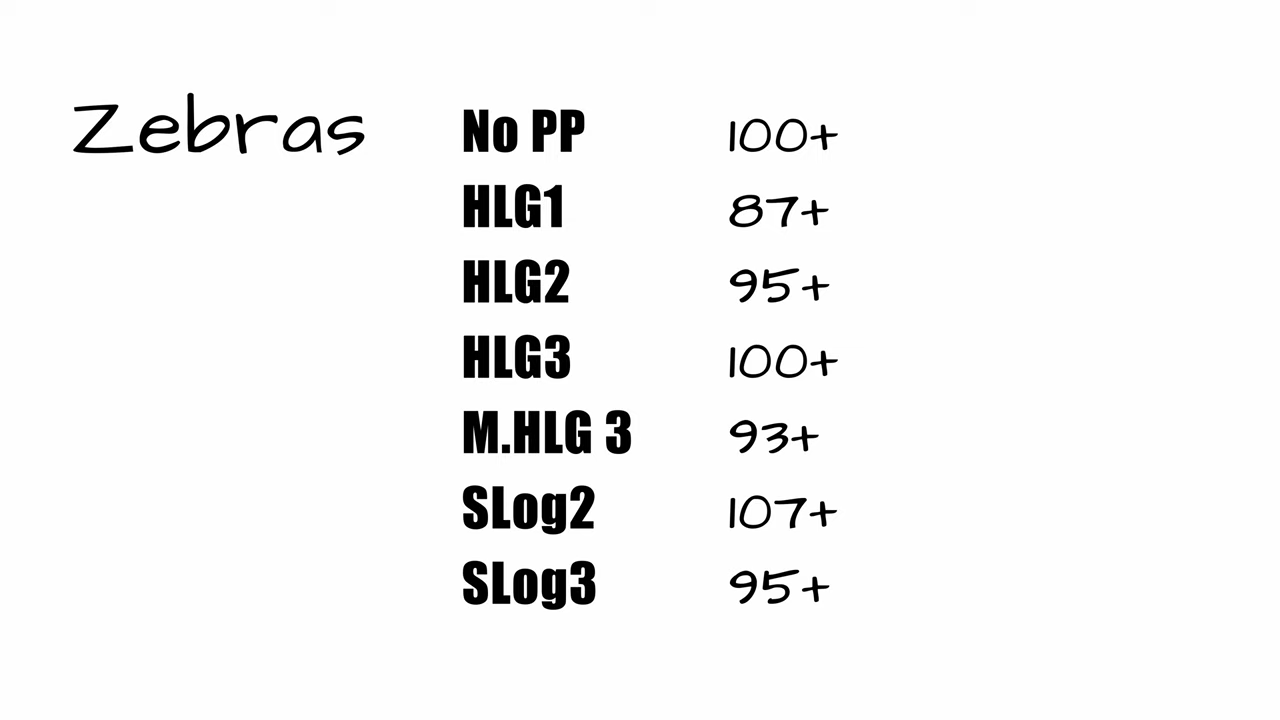 Zebras No PP 100+
HLG1 87+
HLG2 95+
HLG3 100+
M.HLG 3 93+
SLog2 107+
SLog3 95+